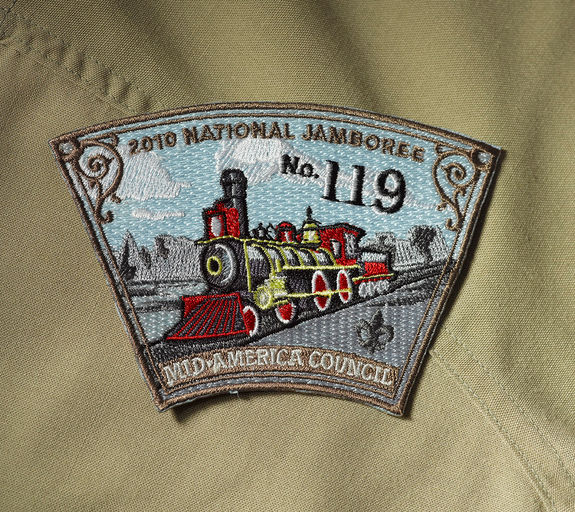 2010 NATIONAL JAMBOREE
No. 119
MID-AMERICA COUNCIL